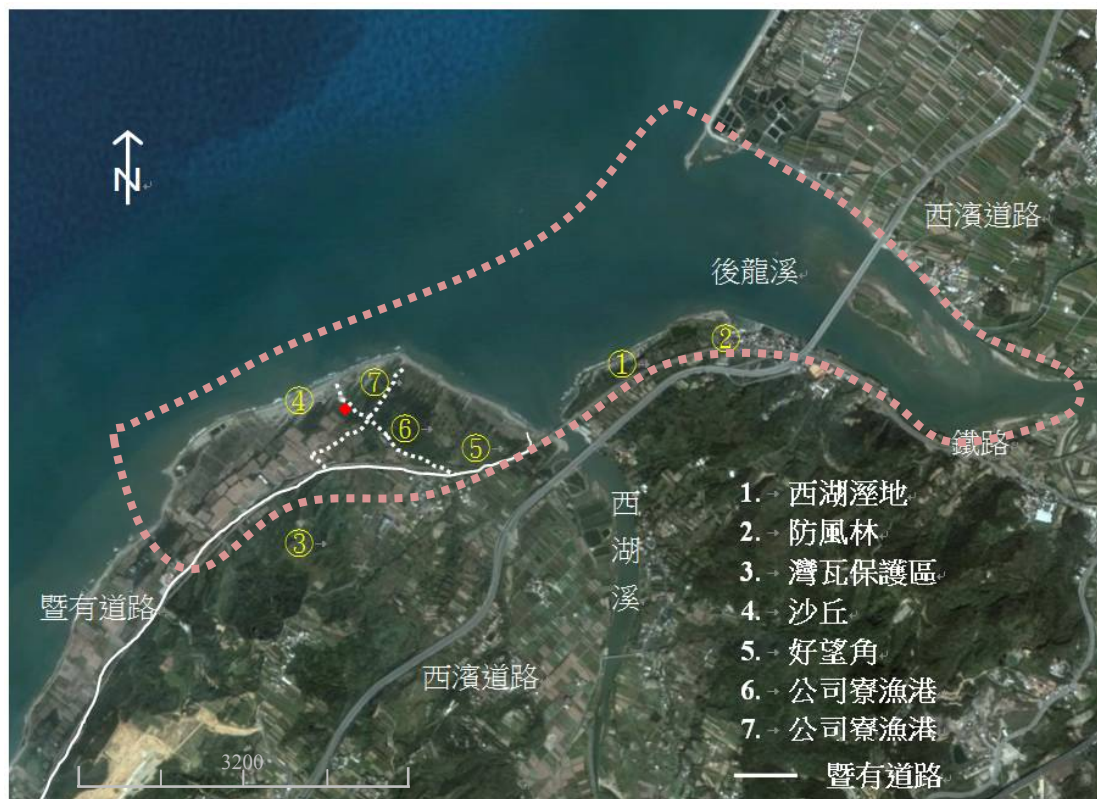 N
西濱道路
後龍溪
②
①
⑦
④
⑥
⑤
鐵路
③
西湖溪
暨有道路
西濱道路
3200
1. → 西湖溼地
2. → 防風林
3. → 灣瓦保護區
4. → 沙丘
5. → 好望角
6. → 公司寮漁港
7. → 公司寮漁港
暨有道路